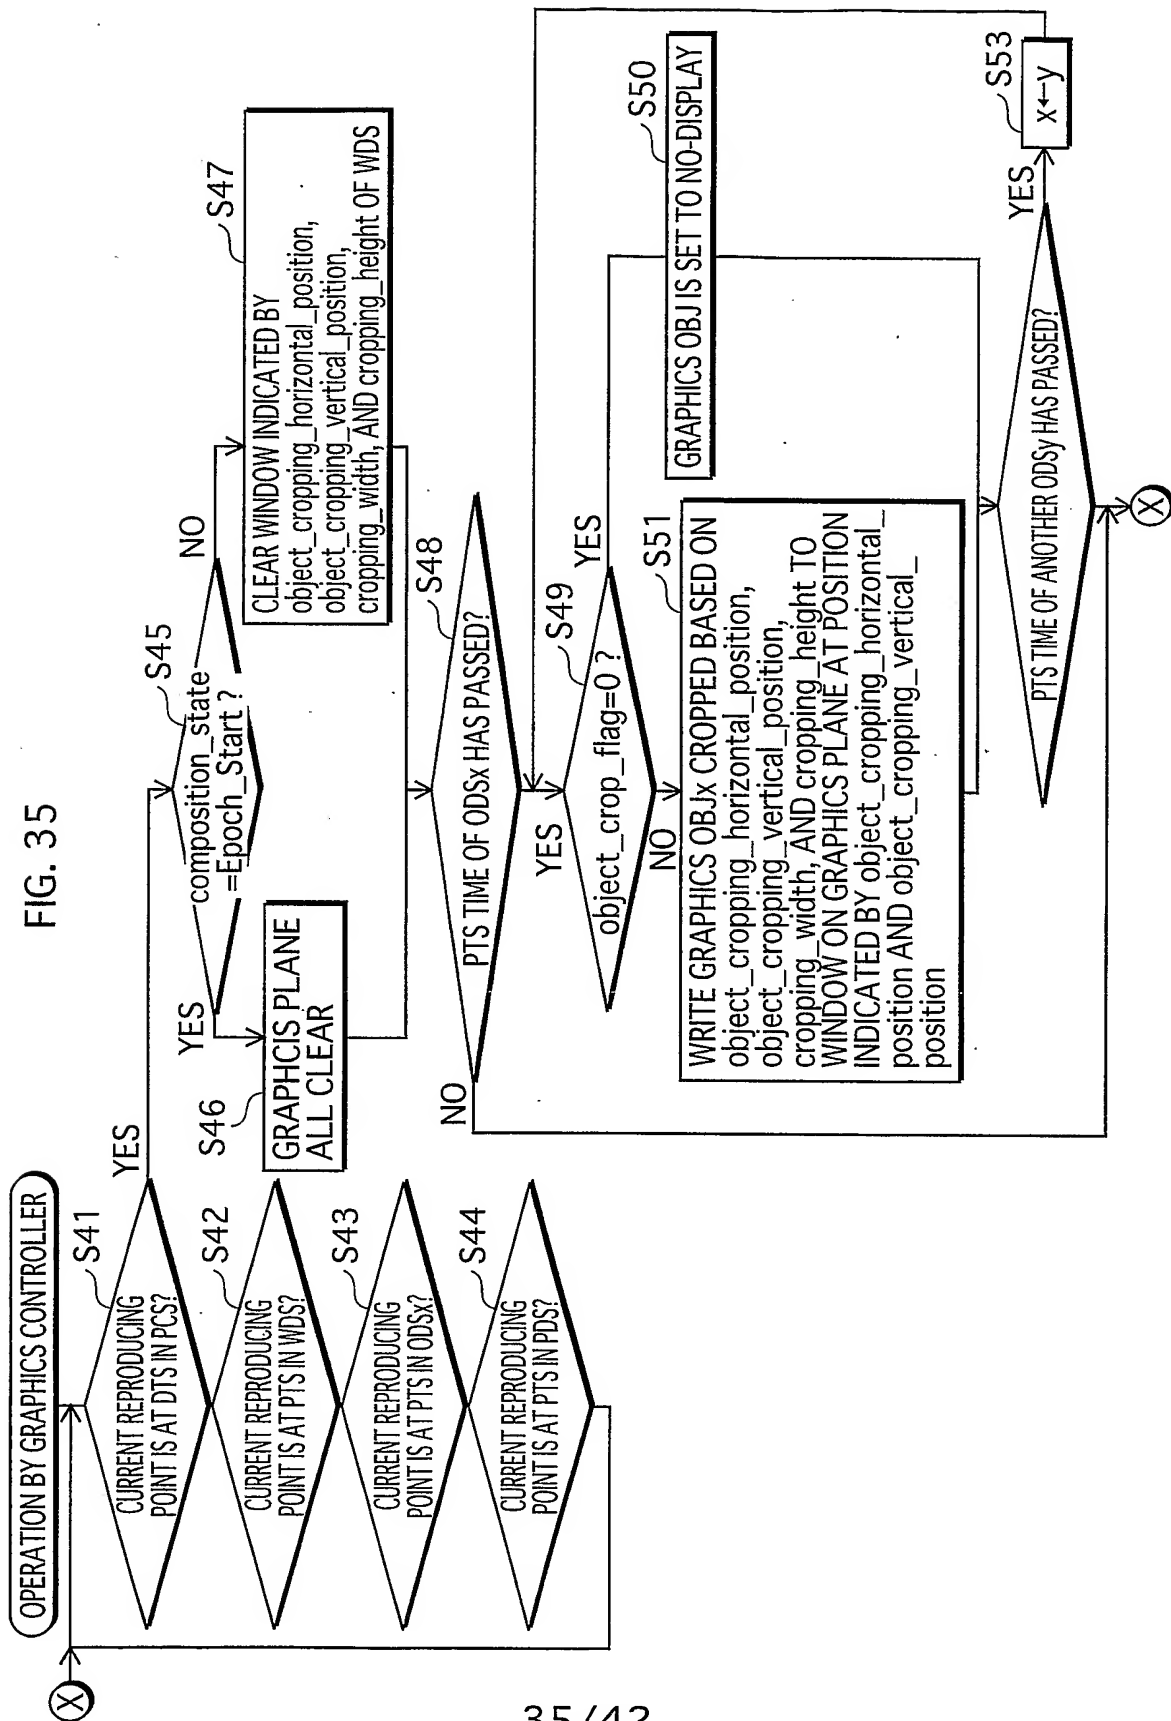 FIG. 35
OPERATION BY GRAPHICS CONTROLLER
X
S41
CURRENT REPRODUCING
POINT IS AT DTS IN PCS?
YES
S42
CURRENT REPRODUCING
POINT IS AT PTS IN WDS?
S43
CURRENT REPRODUCING
POINT IS AT PTS IN ODSx?
S44
CURRENT REPRODUCING
POINT IS AT PTS IN PDS?
S45
composition_state
=Epoch_Start ?
YES
NO
S46
GRAPHCIS PLANE
ALL CLEAR
S47
CLEAR WINDOW INDICATED BY
object_cropping_horizontal_position,
object_cropping_vertical_position,
cropping_width, AND cropping_height OF WDS
S48
PTS TIME OF ODSx HAS PASSED?
NO
YES
S49
object_crop_flag=0 ?
YES
NO
S50
GRAPHICS OBJ IS SET TO NO-DISPLAY
S51
WRITE GRAPHICS OBJx CROPPED BASED ON
object_cropping_horizontal_position,
object_cropping_vertical_position,
cropping_width, AND cropping_height TO
WINDOW ON GRAPHICS PLANE AT POSITION
INDICATED BY object_cropping_horizontal_
position AND object_cropping_vertical_
position
PTS TIME OF ANOTHER ODSy HAS PASSED?
YES
S53
x←y
X
35/42